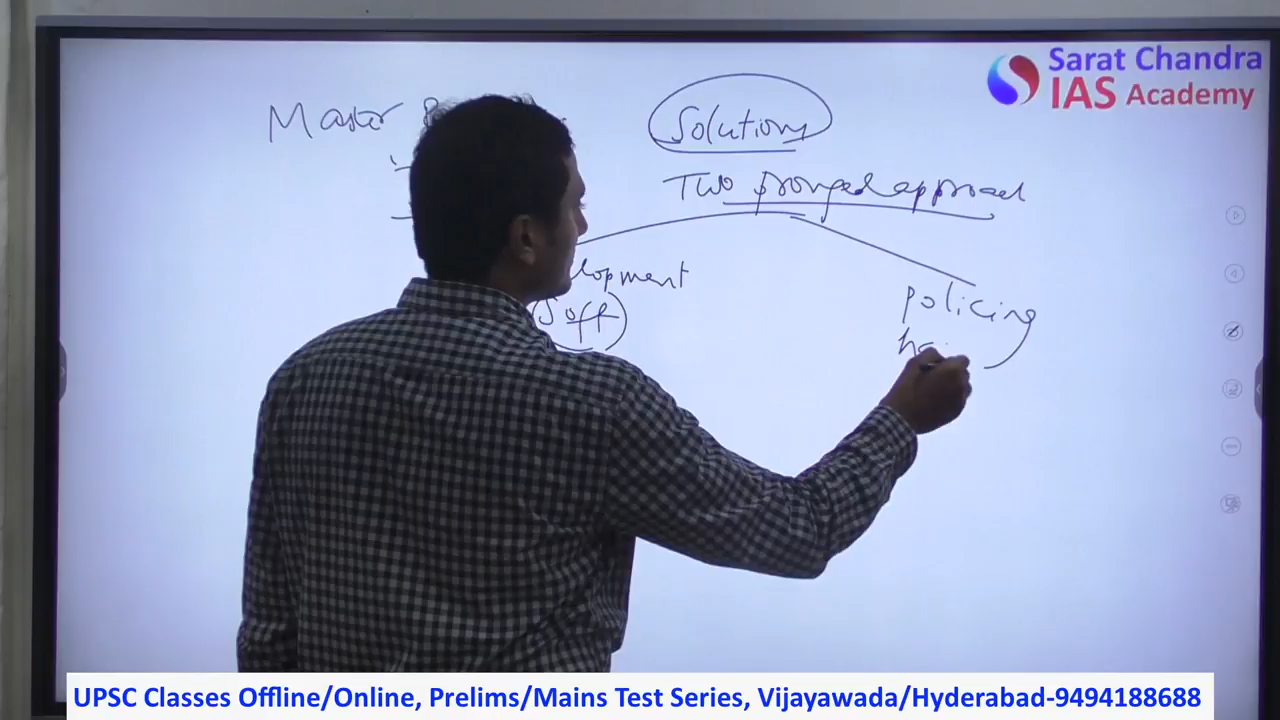 Sarat Chandra
IAS Academy
Master
Solutions
Two pronged approach
lopment
Soft
policing
UPSC Classes Offline/Online, Prelims/Mains Test Series, Vijayawada/Hyderabad-9494188688